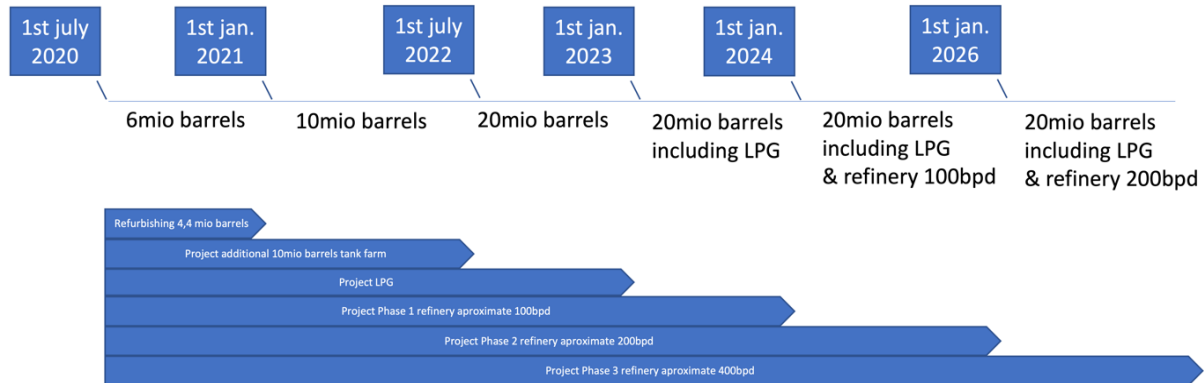 1st july
2020
1st jan.
2021
1st july
2022
1st jan.
2023
1st jan.
2024
1st jan.
2026
6mio barrels
10mio barrels
20mio barrels
20mio barrels
including LPG
20mio barrels
including LPG
& refinery 100bpd
20mio barrels
including LPG
& refinery 200bpd
Refurbishing 4,4 mio barrels
Project additional 10mio barrels tank farm
Project LPG
Project Phase 1 refinery aproximate 100bpd
Project Phase 2 refinery aproximate 200bpd
Project Phase 3 refinery aproximate 400bpd